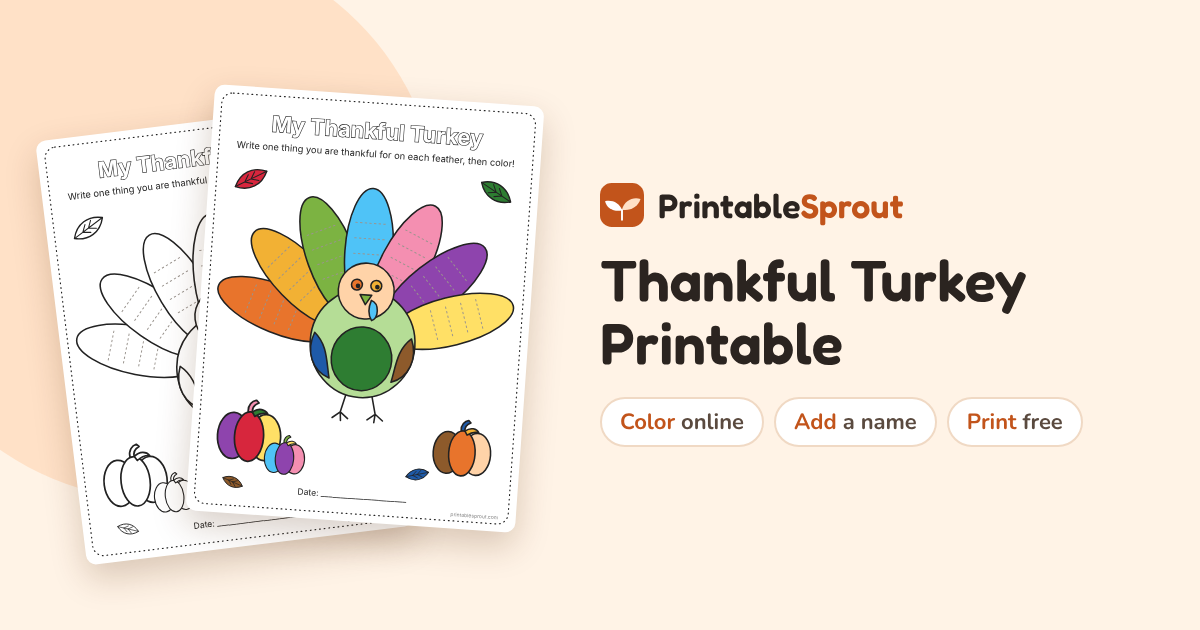 My Thankful Turkey
Write one thing you are thankful for on each feather, then color!
Date:
printablesprout.com
My Thankf
Write one thing you are thankful
Date:
PrintableSprout
Thankful Turkey
Printable
Color online
Add a name
Print free